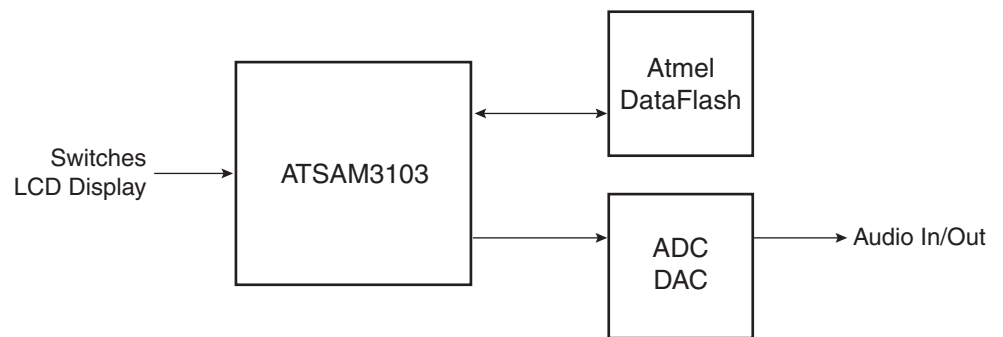 Switches
LCD Display
ATSAM3103
Atmel
DataFlash
ADC
DAC
Audio In/Out